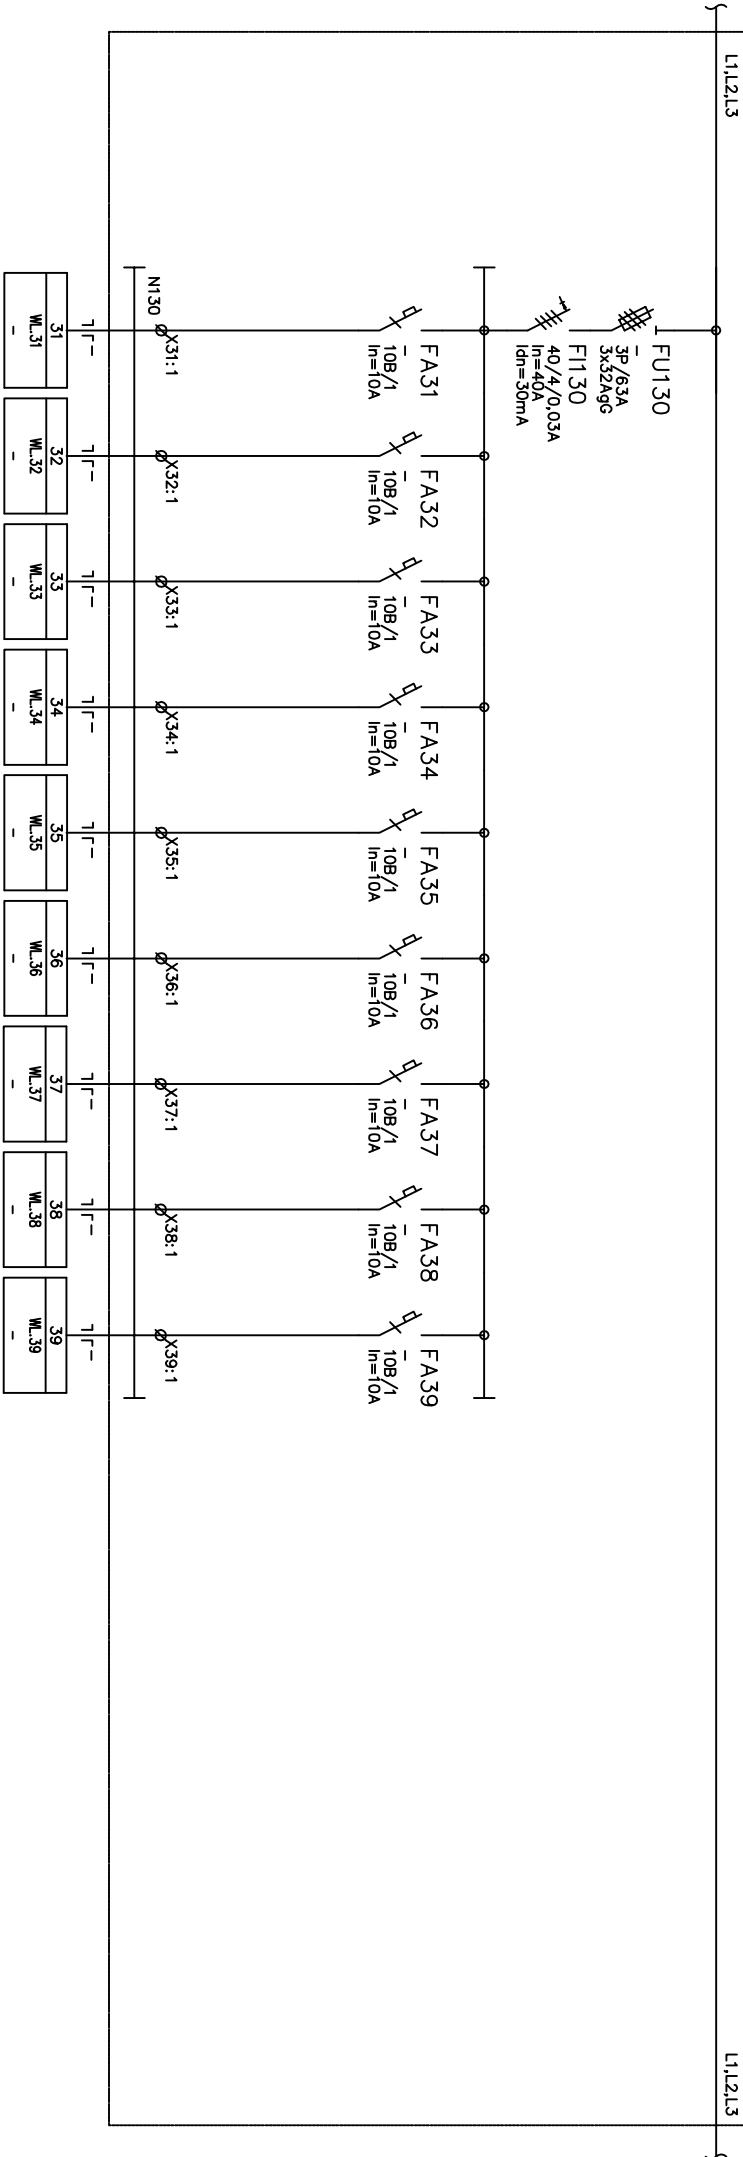 L1,L2,L3
L1,L2,L3
FU130
–
3P/63A
3x32AgG
FI130
40/4/0,03A
In=40A
Idn=30mA
FA31
–
10B/1
In=10A
FA32
–
10B/1
In=10A
FA33
–
10B/1
In=10A
FA34
–
10B/1
In=10A
FA35
–
10B/1
In=10A
FA36
–
10B/1
In=10A
FA37
–
10B/1
In=10A
FA38
–
10B/1
In=10A
FA39
–
10B/1
In=10A
X31:1
X32:1
X33:1
X34:1
X35:1
X36:1
X37:1
X38:1
X39:1
N130
31
WL.31
–
32
WL.32
–
33
WL.33
–
34
WL.34
–
35
WL.35
–
36
WL.36
–
37
WL.37
–
38
WL.38
–
39
WL.39
–